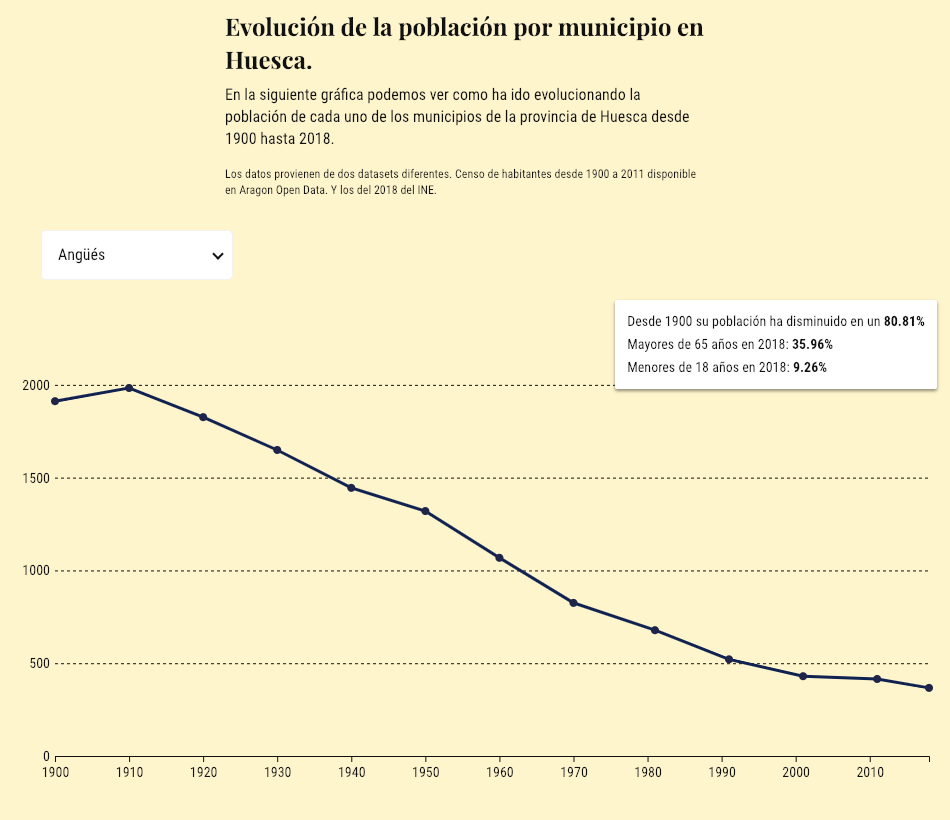 Evolución de la población por municipio en
Huesca.
En la siguiente gráfica podemos ver como ha ido evolucionando la
población de cada uno de los municipios de la provincia de Huesca desde
1900 hasta 2018.
Los datos provienen de dos datasets diferentes. Censo de habitantes desde 1900 a 2011 disponible
en Aragon Open Data. Y los del 2018 del INE.
Angüés
Desde 1900 su población ha disminuido en un 80.81%
Mayores de 65 años en 2018: 35.96%
Menores de 18 años en 2018: 9.26%
2000
1500
1000
500
0
1900 1910 1920 1930 1940 1950 1960 1970 1980 1990 2000 2010